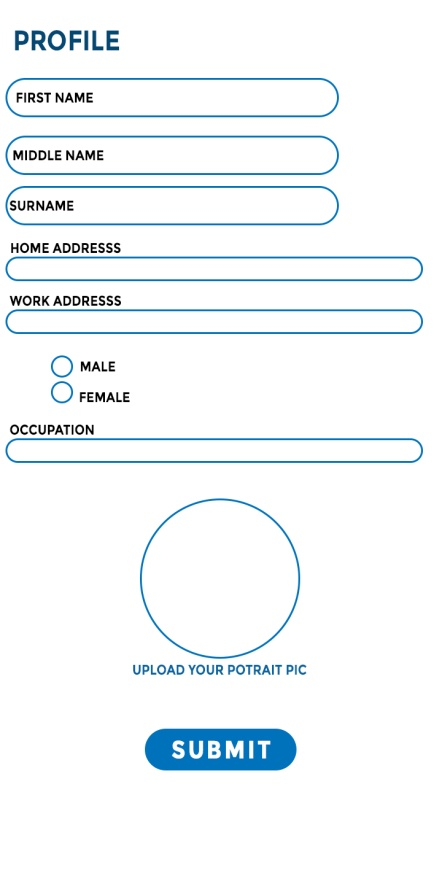 PROFILE
FIRST NAME
MIDDLE NAME
SURNAME
HOME ADDRESSS
WORK ADDRESSS
MALE
FEMALE
OCCUPATION
UPLOAD YOUR POTRAIT PIC
SUBMIT